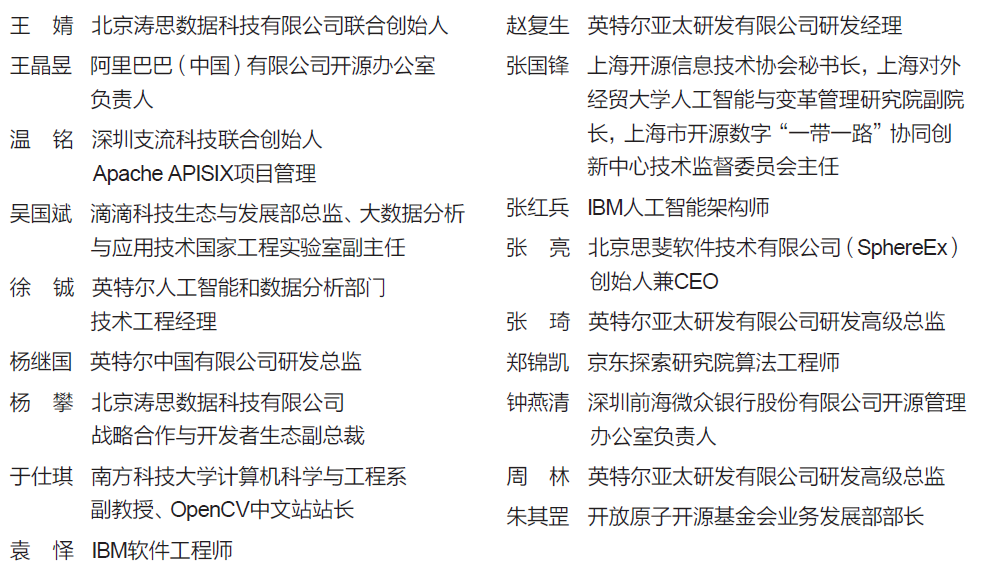 王　婧　北京涛思数据科技有限公司联合创始人
王晶昱　阿里巴巴（中国）有限公司开源办公室
负责人
温　铭　深圳支流科技联合创始人
Apache APISIX项目管理
吴国斌　滴滴科技生态与发展部总监、大数据分析
与应用技术国家工程实验室副主任
徐　铖　英特尔人工智能和数据分析部门
技术工程经理
杨继国　英特尔中国有限公司研发总监
杨　攀　北京涛思数据科技有限公司
战略合作与开发者生态副总裁
于仕琪　南方科技大学计算机科学与工程系
副教授、OpenCV中文站站长
袁　怿　IBM软件工程师
赵复生　英特尔亚太研发有限公司研发经理
张国锋　上海开源信息技术协会秘书长，上海对外
经贸大学人工智能与变革管理研究院副院
长，上海市开源数字“一带一路”协同创
新中心技术监督委员会主任
张红兵　IBM人工智能架构师
张　亮　北京思斐软件技术有限公司（SphereEx）
创始人兼CEO
张　琦　英特尔亚太研发有限公司研发高级总监
郑锦凯　京东探索研究院算法工程师
钟燕清　深圳前海微众银行股份有限公司开源管理
办公室负责人
周　林　英特尔亚太研发有限公司研发高级总监
朱其罡　开放原子开源基金会业务发展部部长